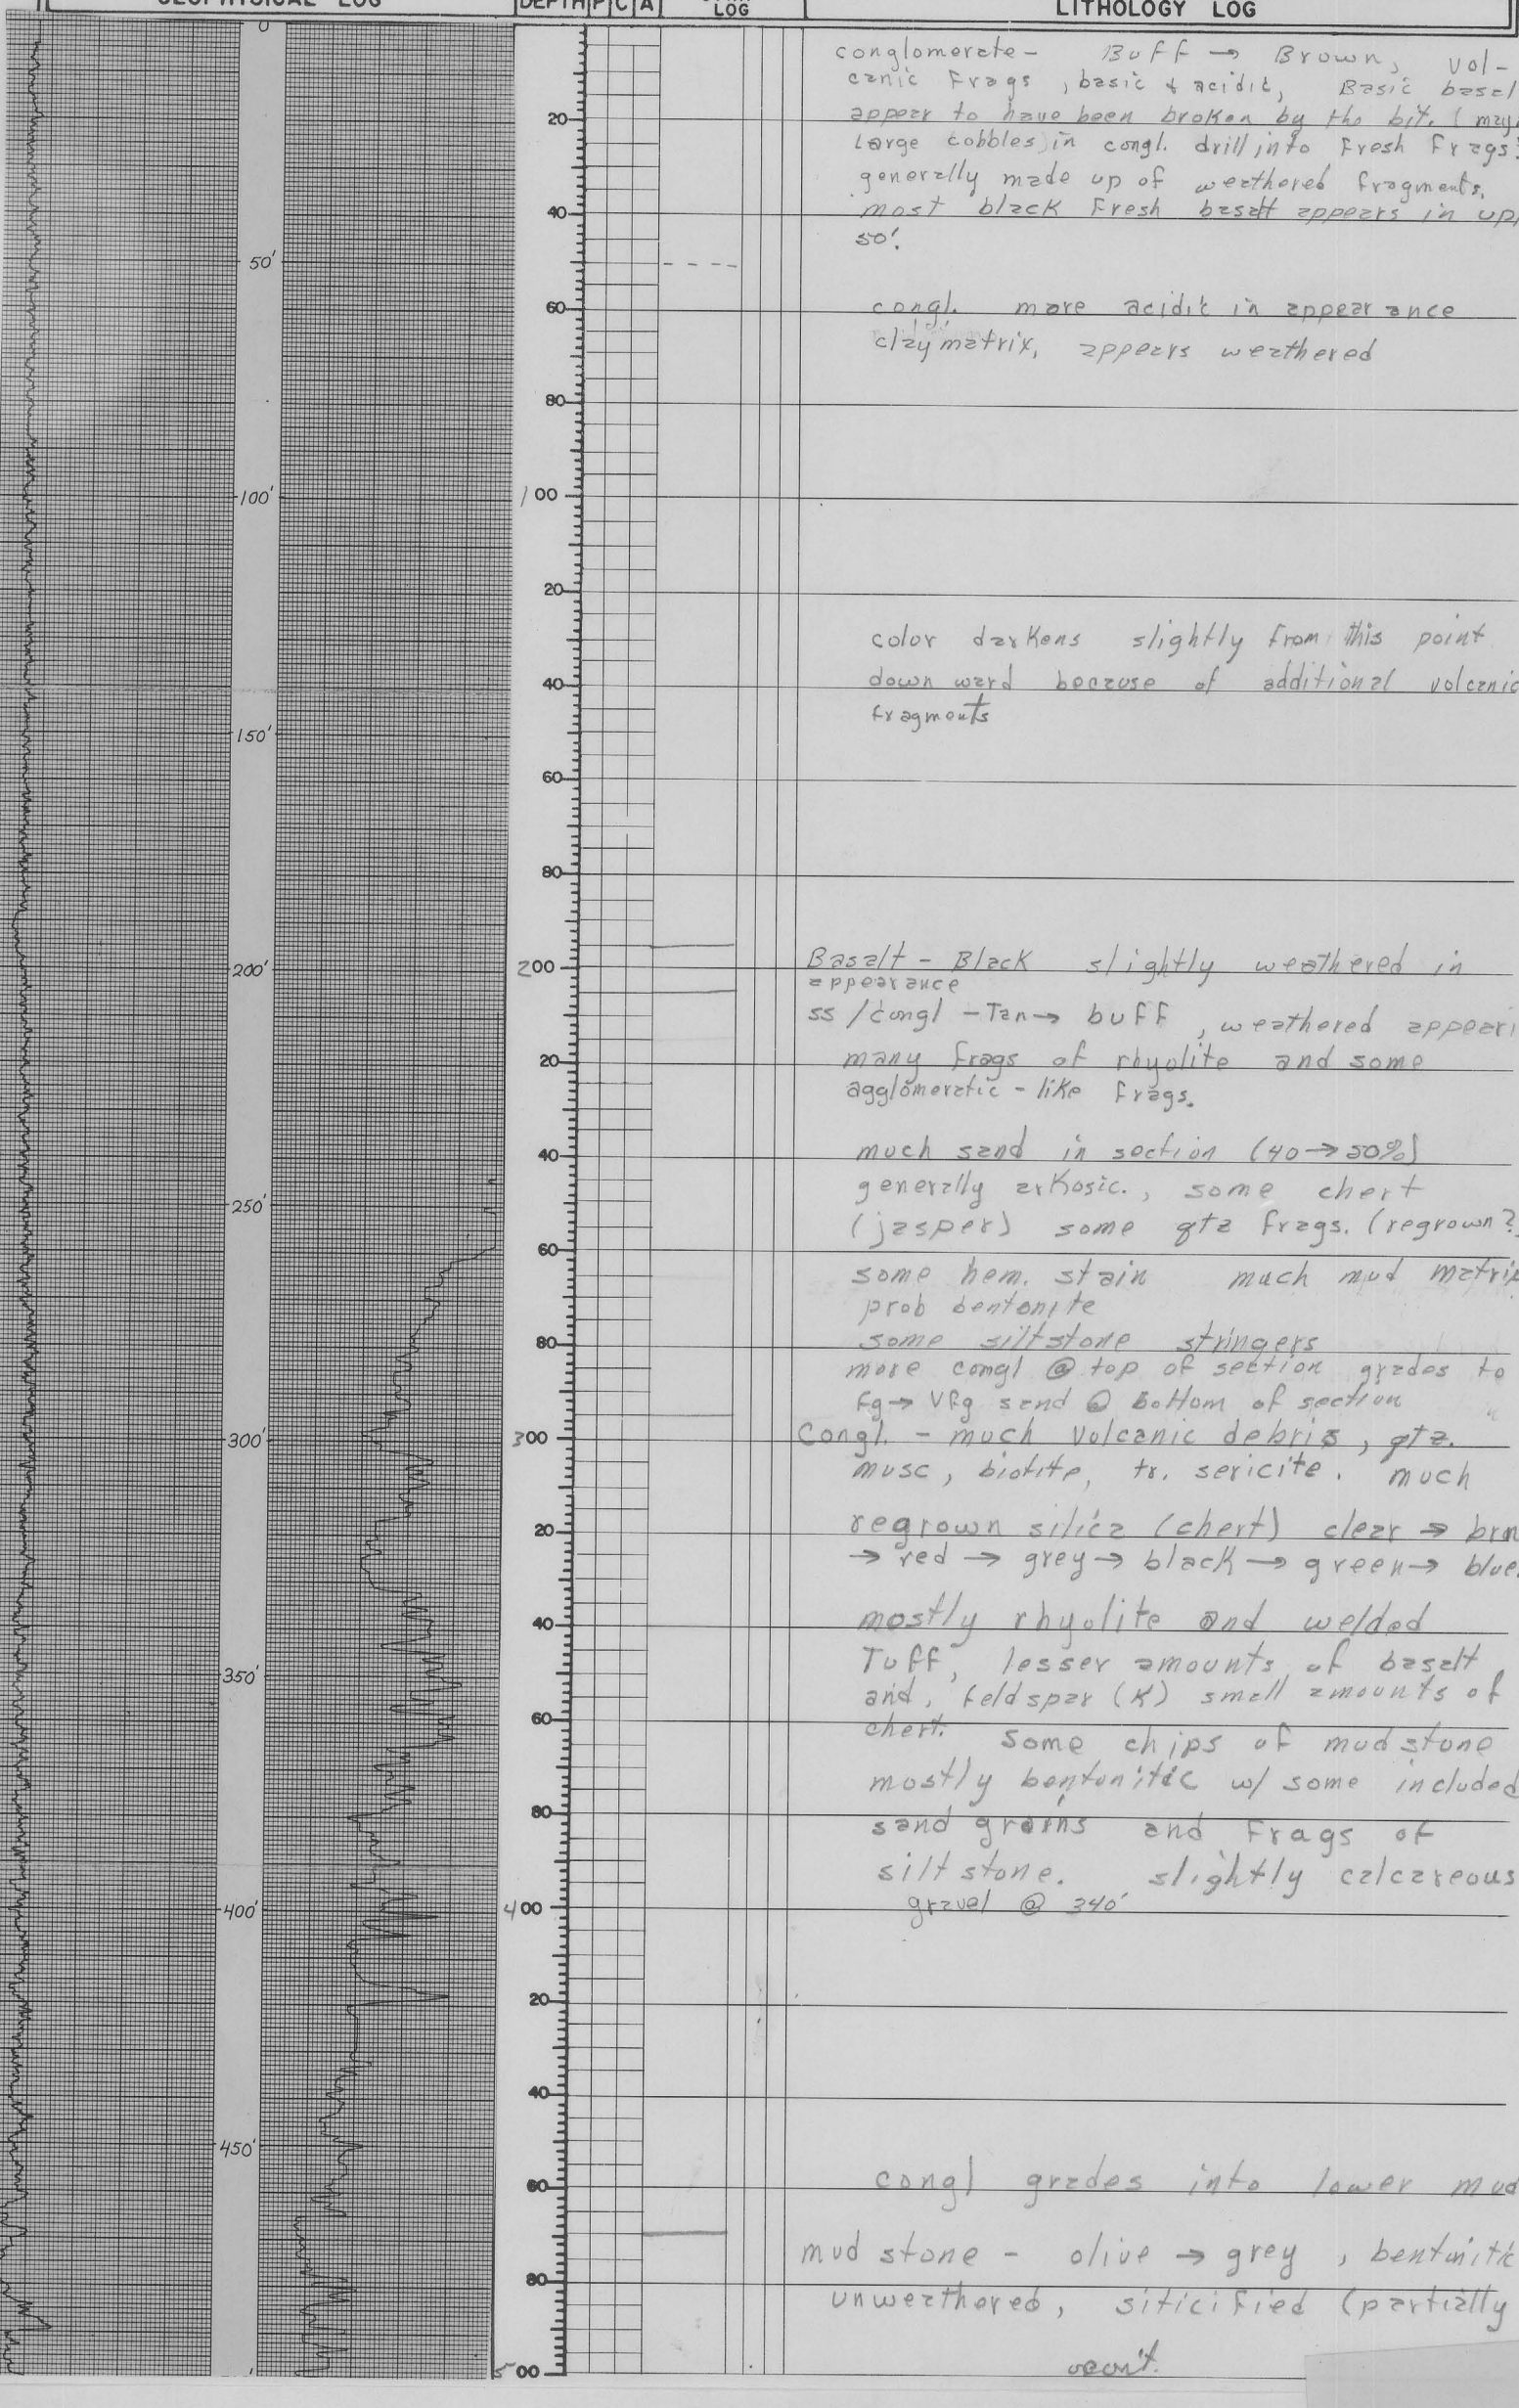 GEOPHYSICAL LOG DEPTH P C A LOG LITHOLOGY LOG
0
conglomerate - Buff → Brown, vol-
canic Frags, basic & acidic, Basic
appear to have been broken by the bit. (may
20
Large cobbles) in congl. drill into Fresh Frags
generally made up of weathered fragments.
40
most black Fresh basalt appears in
50'.
50'
60
congl. more acidic in appearance
clay matrix, appears weathered
80
100' 100
20
color darkens slightly from this point
40
down ward because of additional volcanic
fragments
150'
60
80
200' 200
Basalt - Black slightly weathered in
appearance
ss/congl - Tan → buff, weathered
20
many frags of rhyolite and some
agglomeratic-like frags.
40
much sand in section (40→50%)
generally arkosic., some chert
250'
(jasper) some qtz frags. (regrown?
60
some hem. stain much mud matrix
prob bentonite
80
some siltstone stringers
more congl @ top of section grades to
fg → Vfg sand @ bottom of section
300' 300
Congl. - much volcanic debris, qtz.
musc, biotite, tr. sericite. much
20
regrown silica (chert) clear → brn
→ red → grey → black → green → blue
40
mostly rhyolite and welded
Tuff, lesser amounts of basalt
350'
and, feldspar (K) small amounts of
60
chert. Some chips of mudstone
mostly bentonitic w/ some included
80
sand grains and frags of
siltstone. slightly calcareous
400' 400
gravel @ 340'
20
40
450'
60
congl grades into lower mud
mud stone - olive → grey, bentonitic
80
unweathered, siticified (partially
500